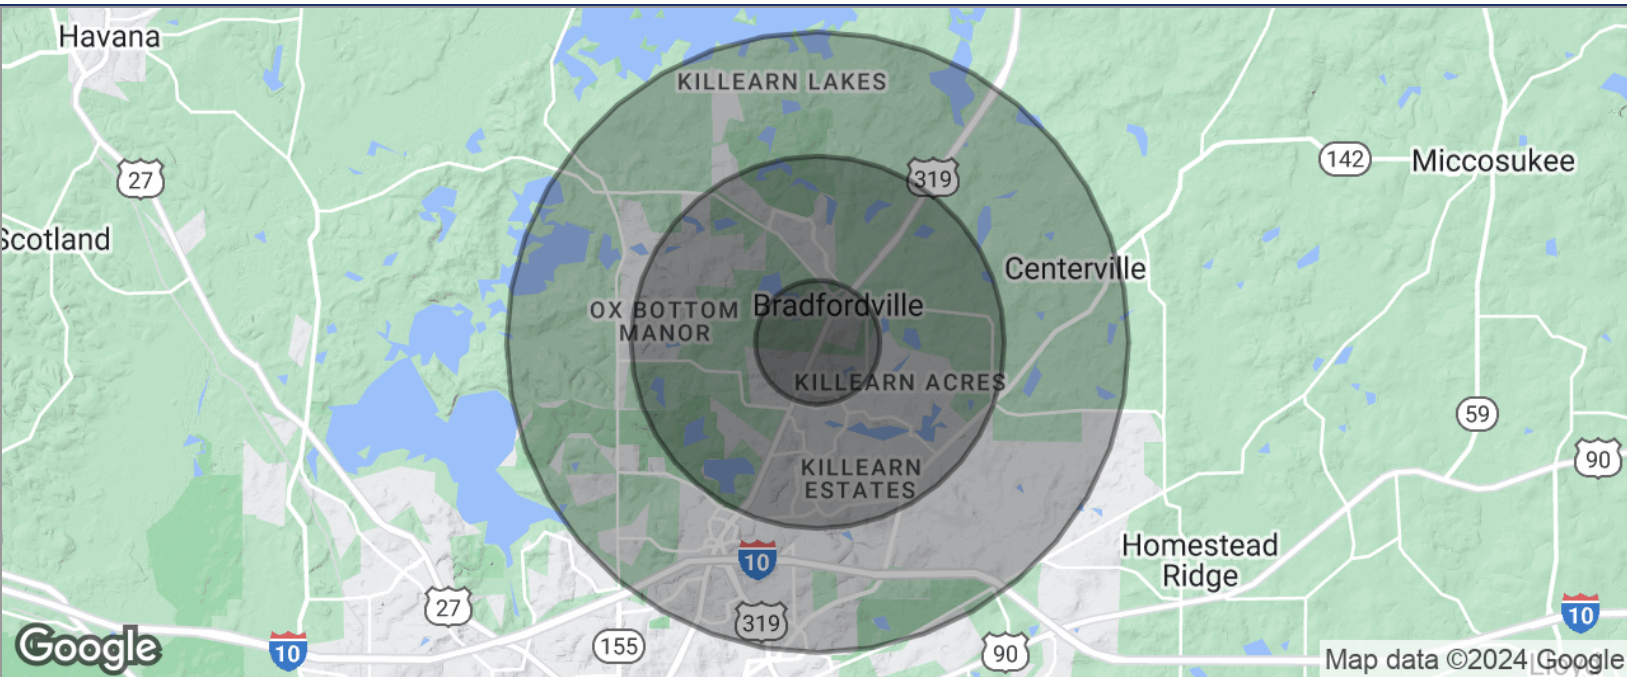 Havana
KILLEARN LAKES
27
319
142
Miccosukee
Scotland
Centerville
OX BOTTOM
MANOR
Bradfordville
KILLEARN ACRES
59
KILLEARN
ESTATES
90
Homestead
Ridge
10
27
10
319
155
10
90
Google
Map data ©2024 Google